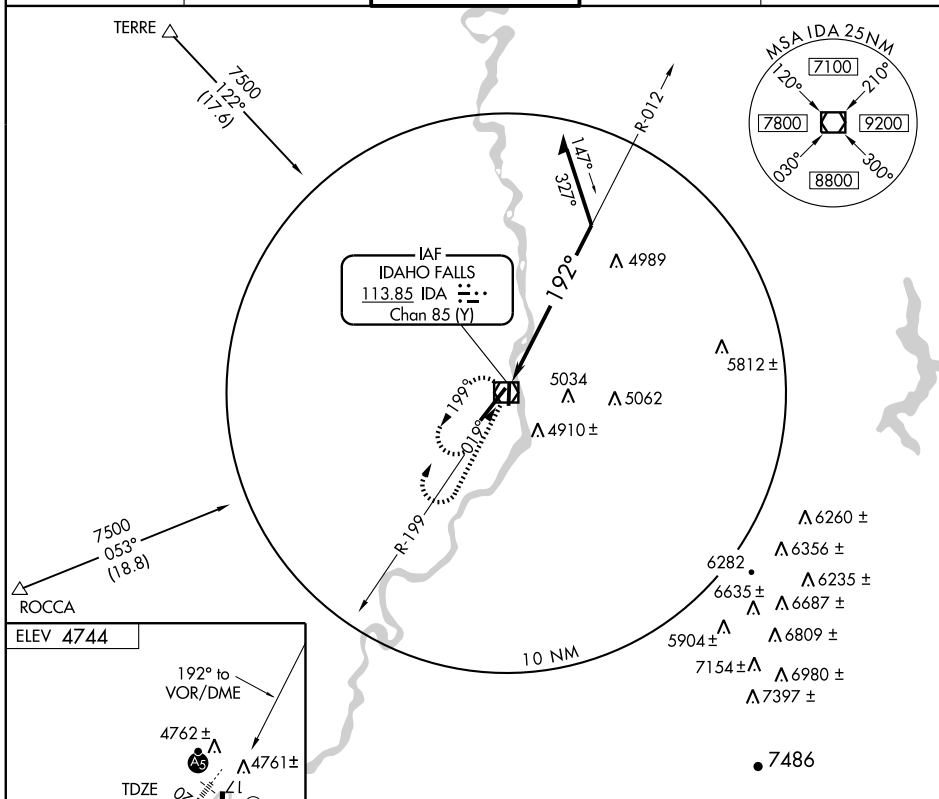 TERRE
7500
122°
(17.6)
MSA IDA 25NM
120°
7100
210°
7800
9200
030°
8800
300°
R-012
147°
327°
192°
IAF
IDAHO FALLS
113.85 IDA
Chan 85 (Y)
4989
5812 ±
5034
5062
4910 ±
199°
019°
R-199
7500
053°
(18.8)
ROCCA
10 NM
6260 ±
6356 ±
6282
6235 ±
6635 ±
6687 ±
5904 ±
6809 ±
7154 ±
6980 ±
7397 ±
7486
ELEV 4744
192° to
VOR/DME
4762 ±
A5
4761±
TDZE